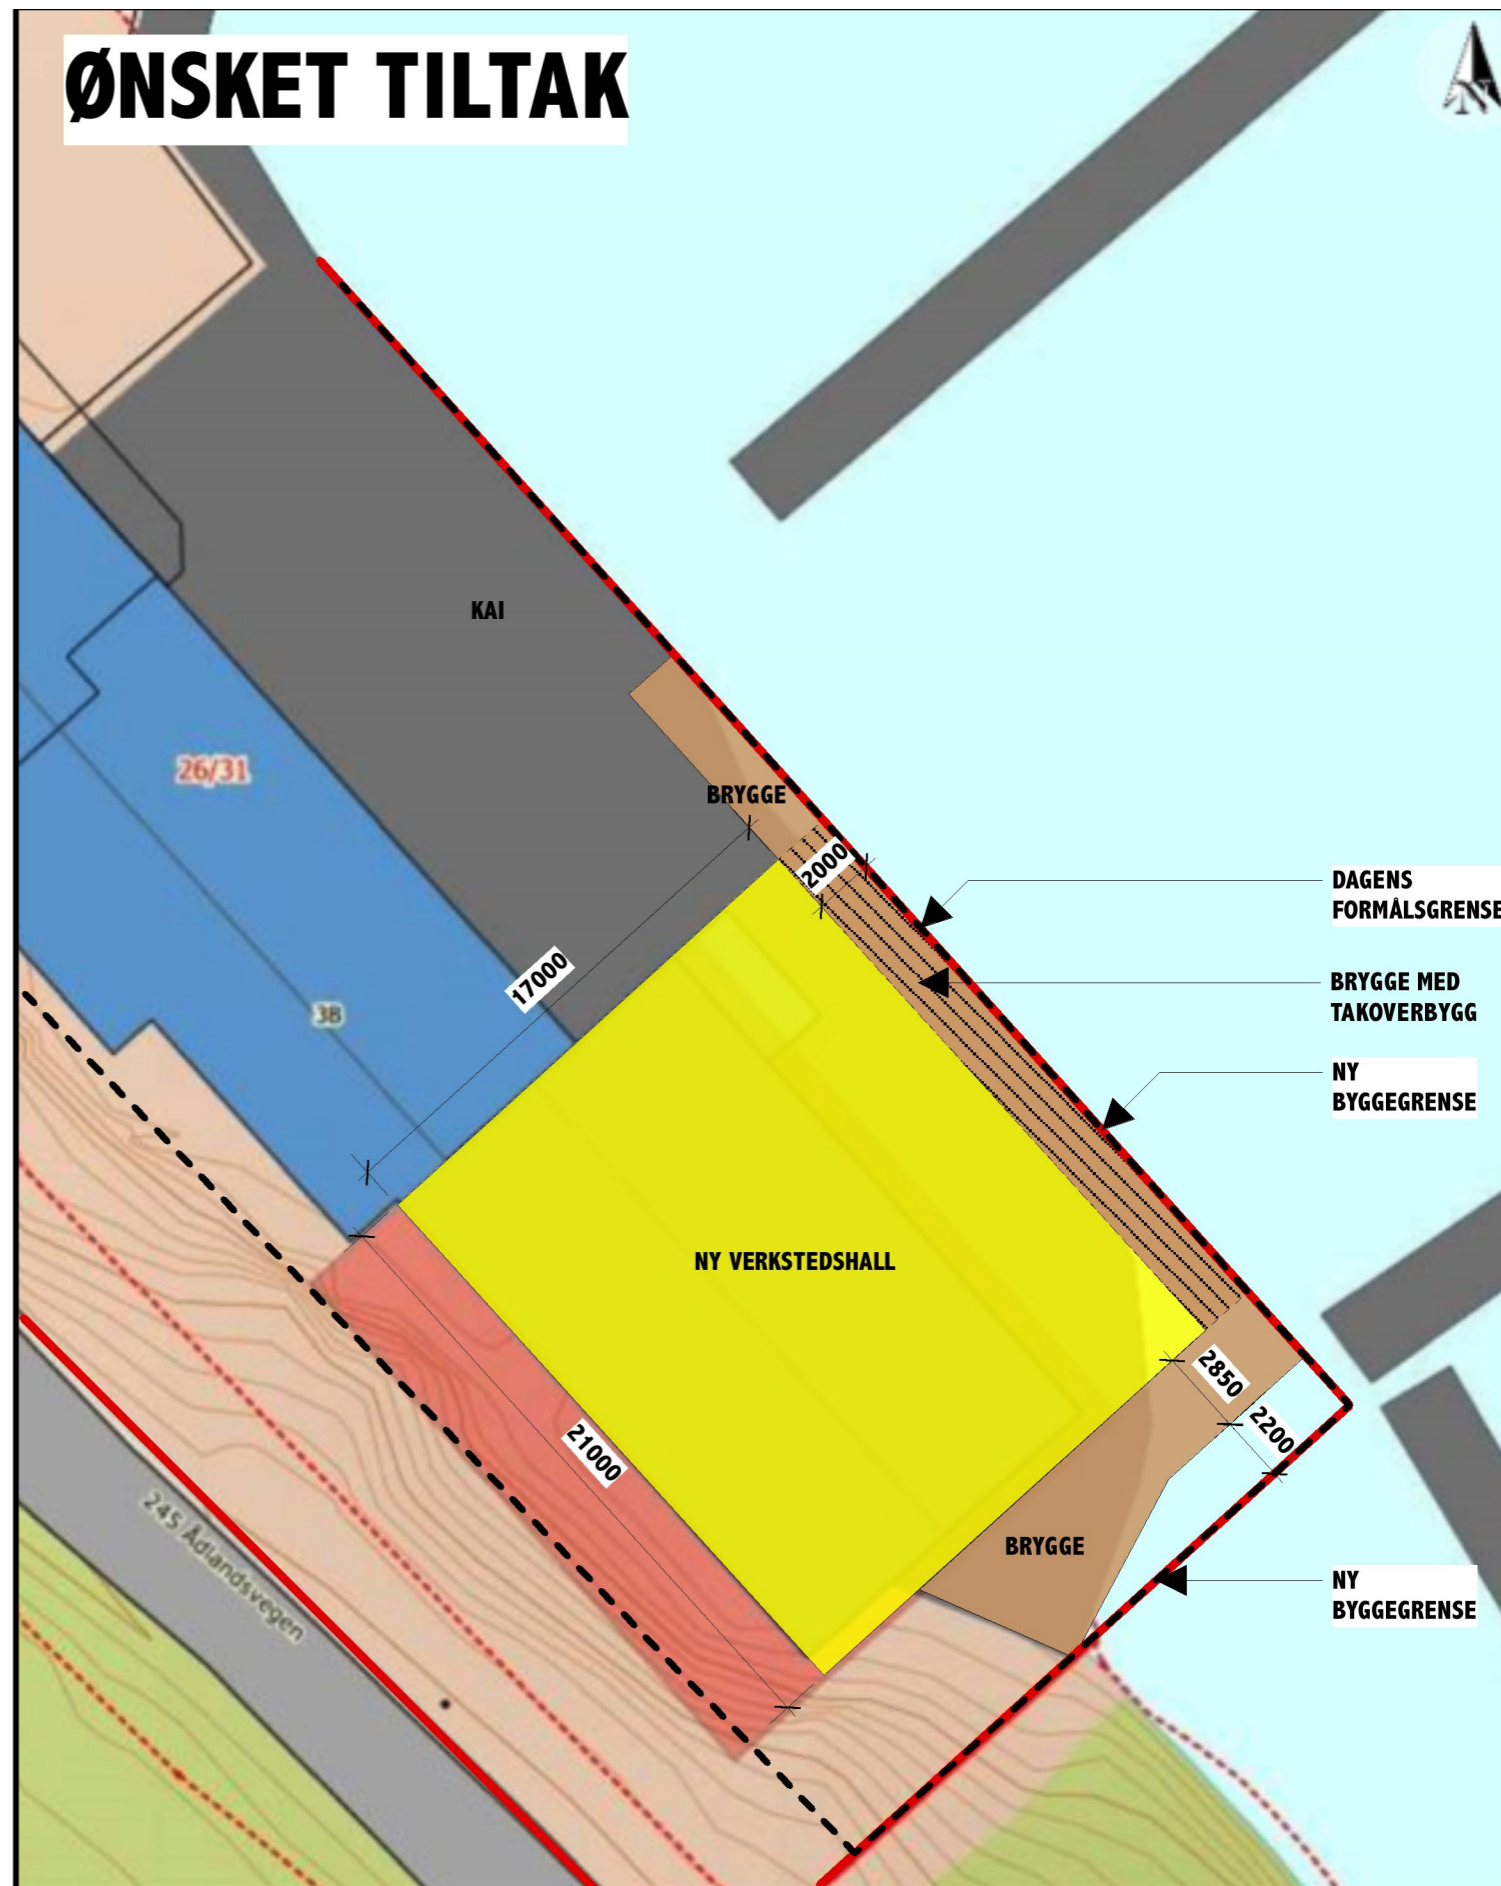 ØNSKET TILTAK
N
KAI
26/31
BRYGGE
2000
DAGENS
FORMÅLSGRENSE
17000
BRYGGE MED
TAKOVERBYGG
3B
NY
BYGGEGRENSE
NY VERKSTEDSHALL
2850
2200
21000
245 Ådlandsvegen
BRYGGE
NY
BYGGEGRENSE